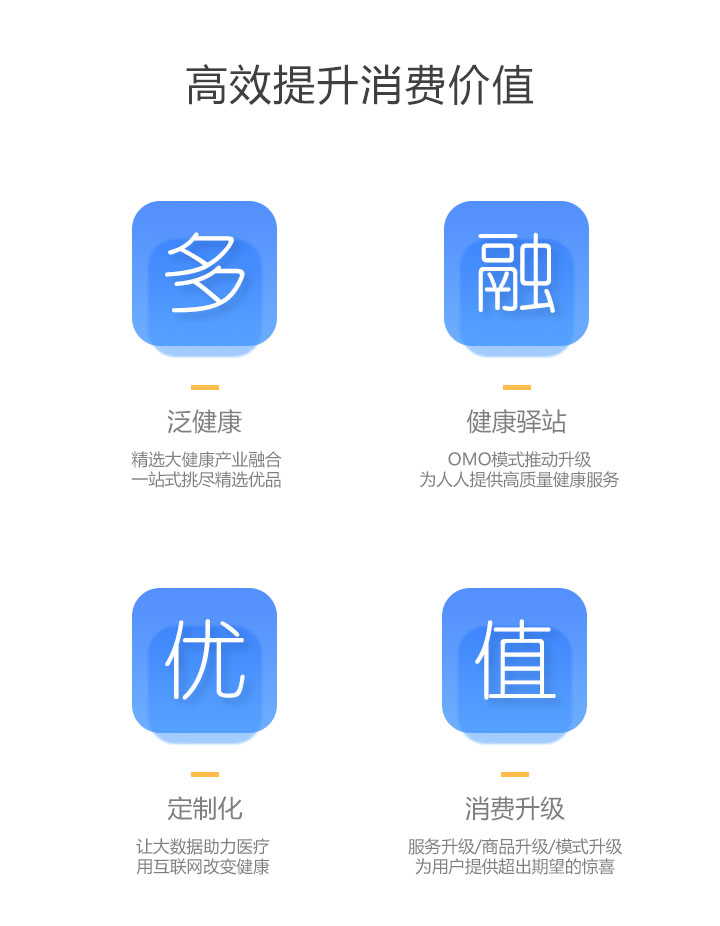 高效提升消费价值
多
泛健康
精选大健康产业融合
一站式挑尽精选优品
融
健康驿站
OMO模式推动升级
为人人提供高质量健康服务
优
定制化
让大数据助力医疗
用互联网改变健康
值
消费升级
服务升级/商品升级/模式升级
为用户提供超出期望的惊喜